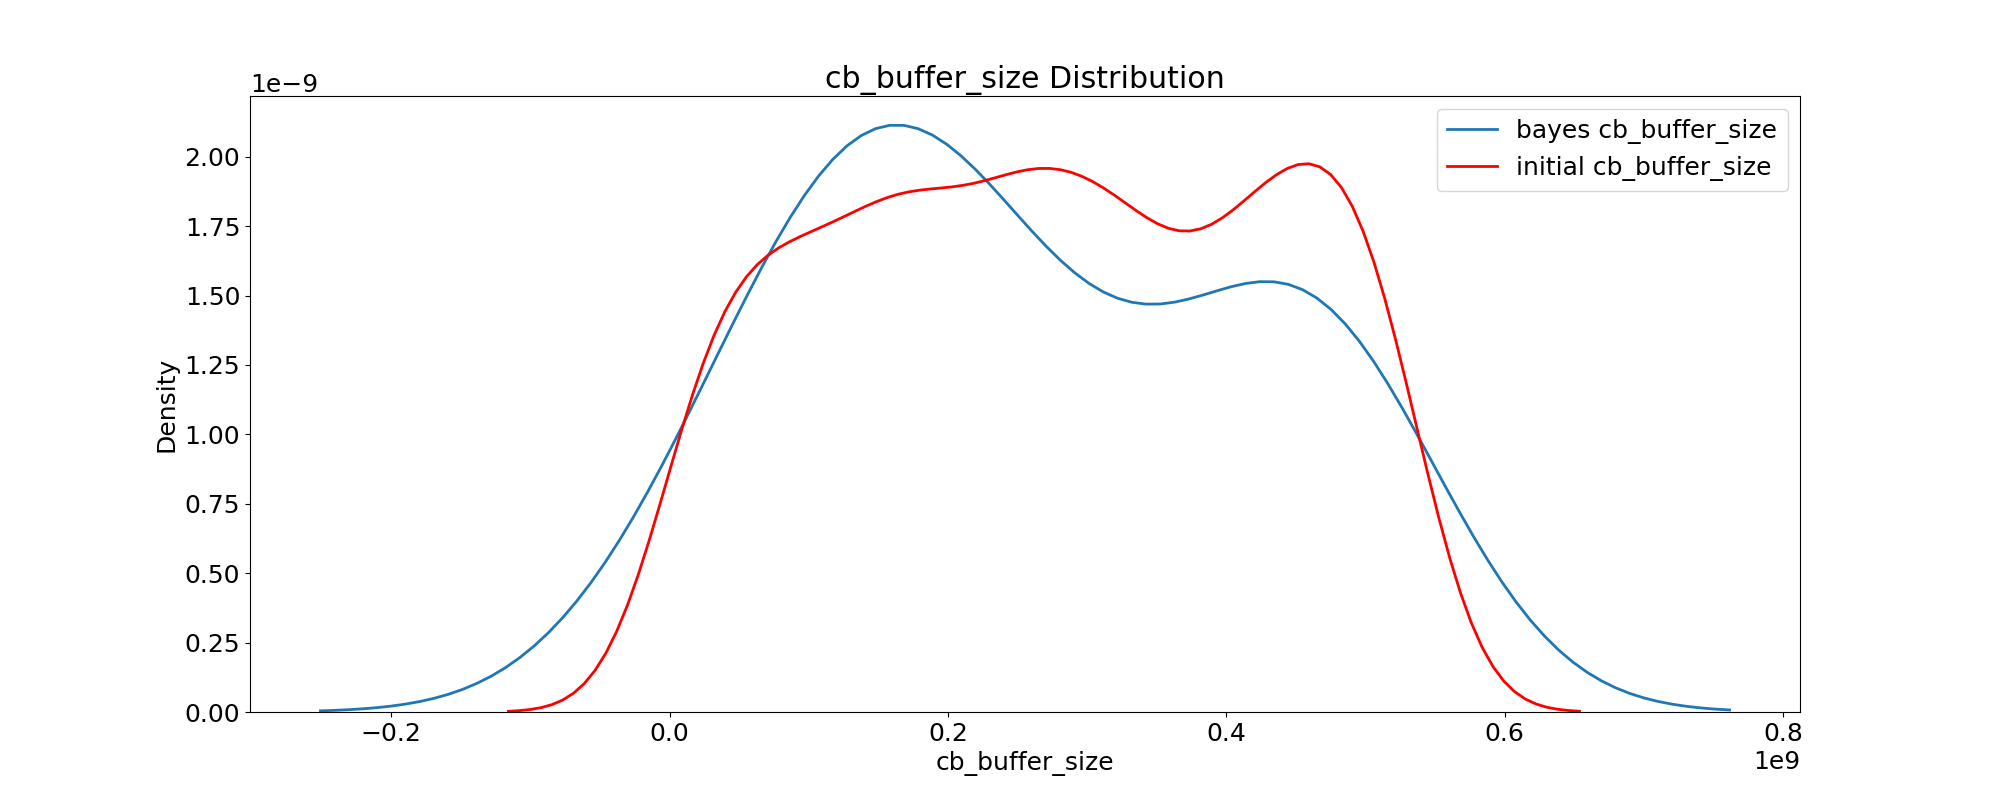 cb_buffer_size Distribution
1e−9
bayes cb_buffer_size
initial cb_buffer_size
2.00
1.75
1.50
1.25
1.00
0.75
0.50
0.25
0.00
Density
−0.2
0.0
0.2
0.4
0.6
0.8
cb_buffer_size
1e9